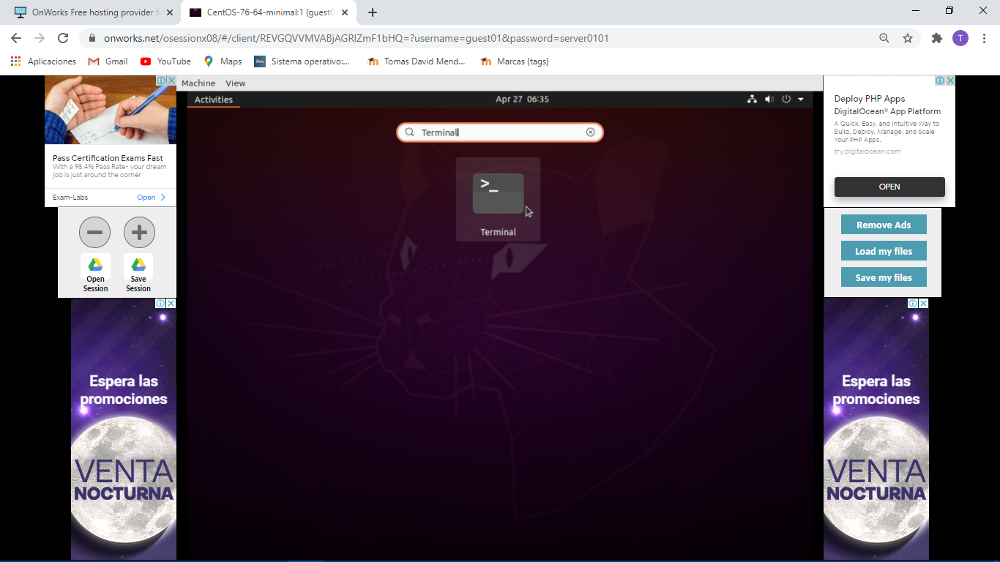 OnWorks Free hosting provider f
CentOS-76-64-minimal:1 (guest0
onworks.net/osessionx08/#/client/REVGQVVMVABjAGRlZmF1bHQ=?username=guest01&password=server0101
T
Aplicaciones
Gmail
YouTube
Maps
Sistema operativo:...
Tomas David Mend...
Marcas (tags)
Machine View
Activities
Apr 27 06:35
Terminal
>_
Terminal
Pass Certification Exams Fast
With a 98.4% Pass Rate- your dream
job is just around the corner
Exam-Labs
Open
Open
Session
Save
Session
Espera las
promociones
VENTA
NOCTURNA
Deploy PHP Apps
DigitalOcean® App Platform
A Quick, Easy, and Intuitive Way to
Build, Deploy, Manage, and Scale
Your PHP Apps.
try.digitalocean.com
OPEN
Remove Ads
Load my files
Save my files
Espera las
promociones
VENTA
NOCTURNA